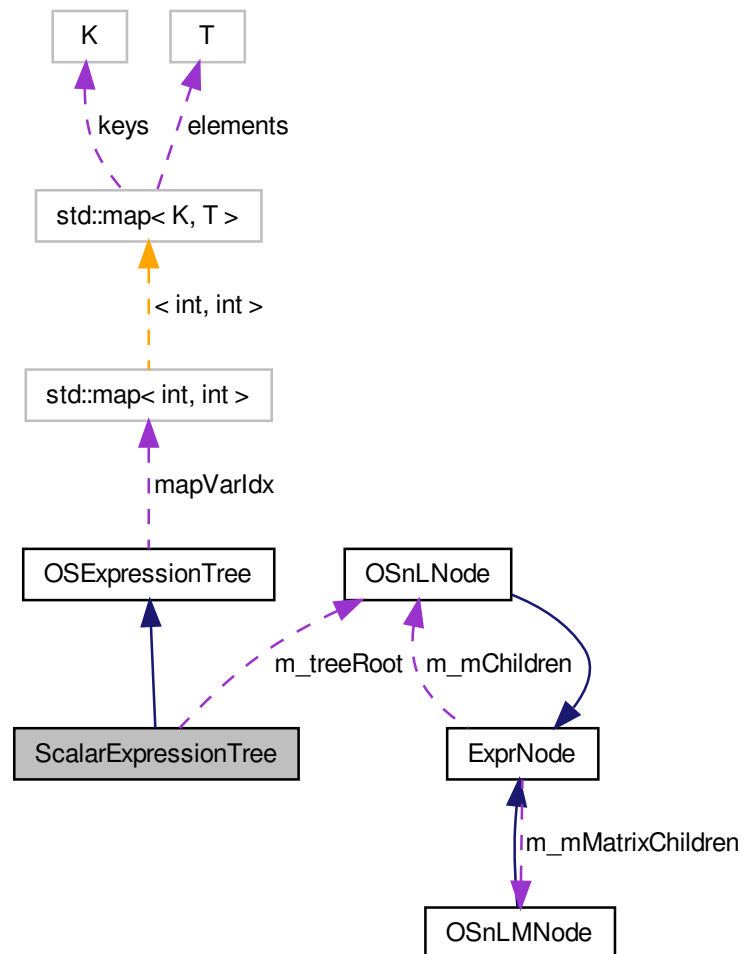 K
T
keys
elements
std::map< K, T >
< int, int >
std::map< int, int >
mapVarIdx
OSExpressionTree
OSnLNode
m_treeRoot
m_mChildren
ScalarExpressionTree
ExprNode
m_mMatrixChildren
OSnLMNode